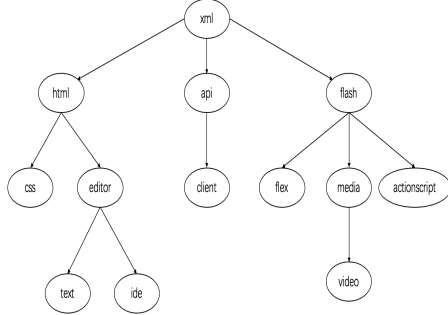 xml
html
api
flash
css
editor
client
flex
media
actionscript
text
ide
video